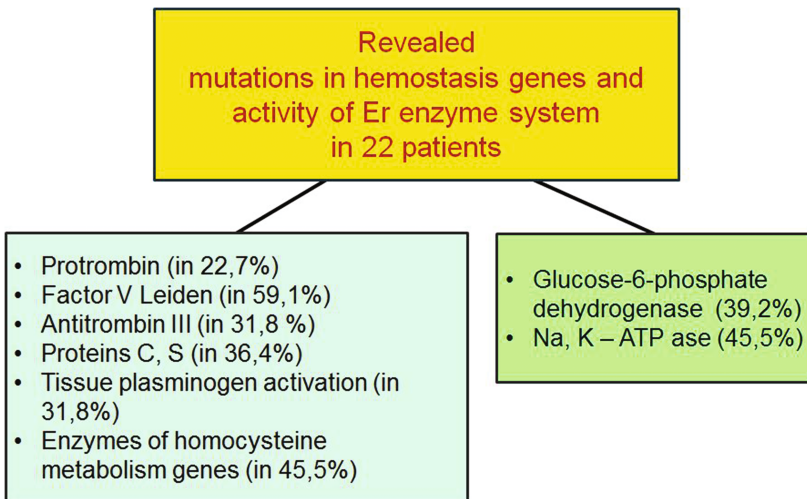 Revealed
mutations in hemostasis genes and
activity of Er enzyme system
in 22 patients
• Protrombin (in 22,7%)
• Factor V Leiden (in 59,1%)
• Antitrombin III (in 31,8 %)
• Proteins C, S (in 36,4%)
• Tissue plasminogen activation (in
31,8%)
• Enzymes of homocysteine
metabolism genes (in 45,5%)
• Glucose-6-phosphate
dehydrogenase (39,2%)
• Na, K – ATP ase (45,5%)